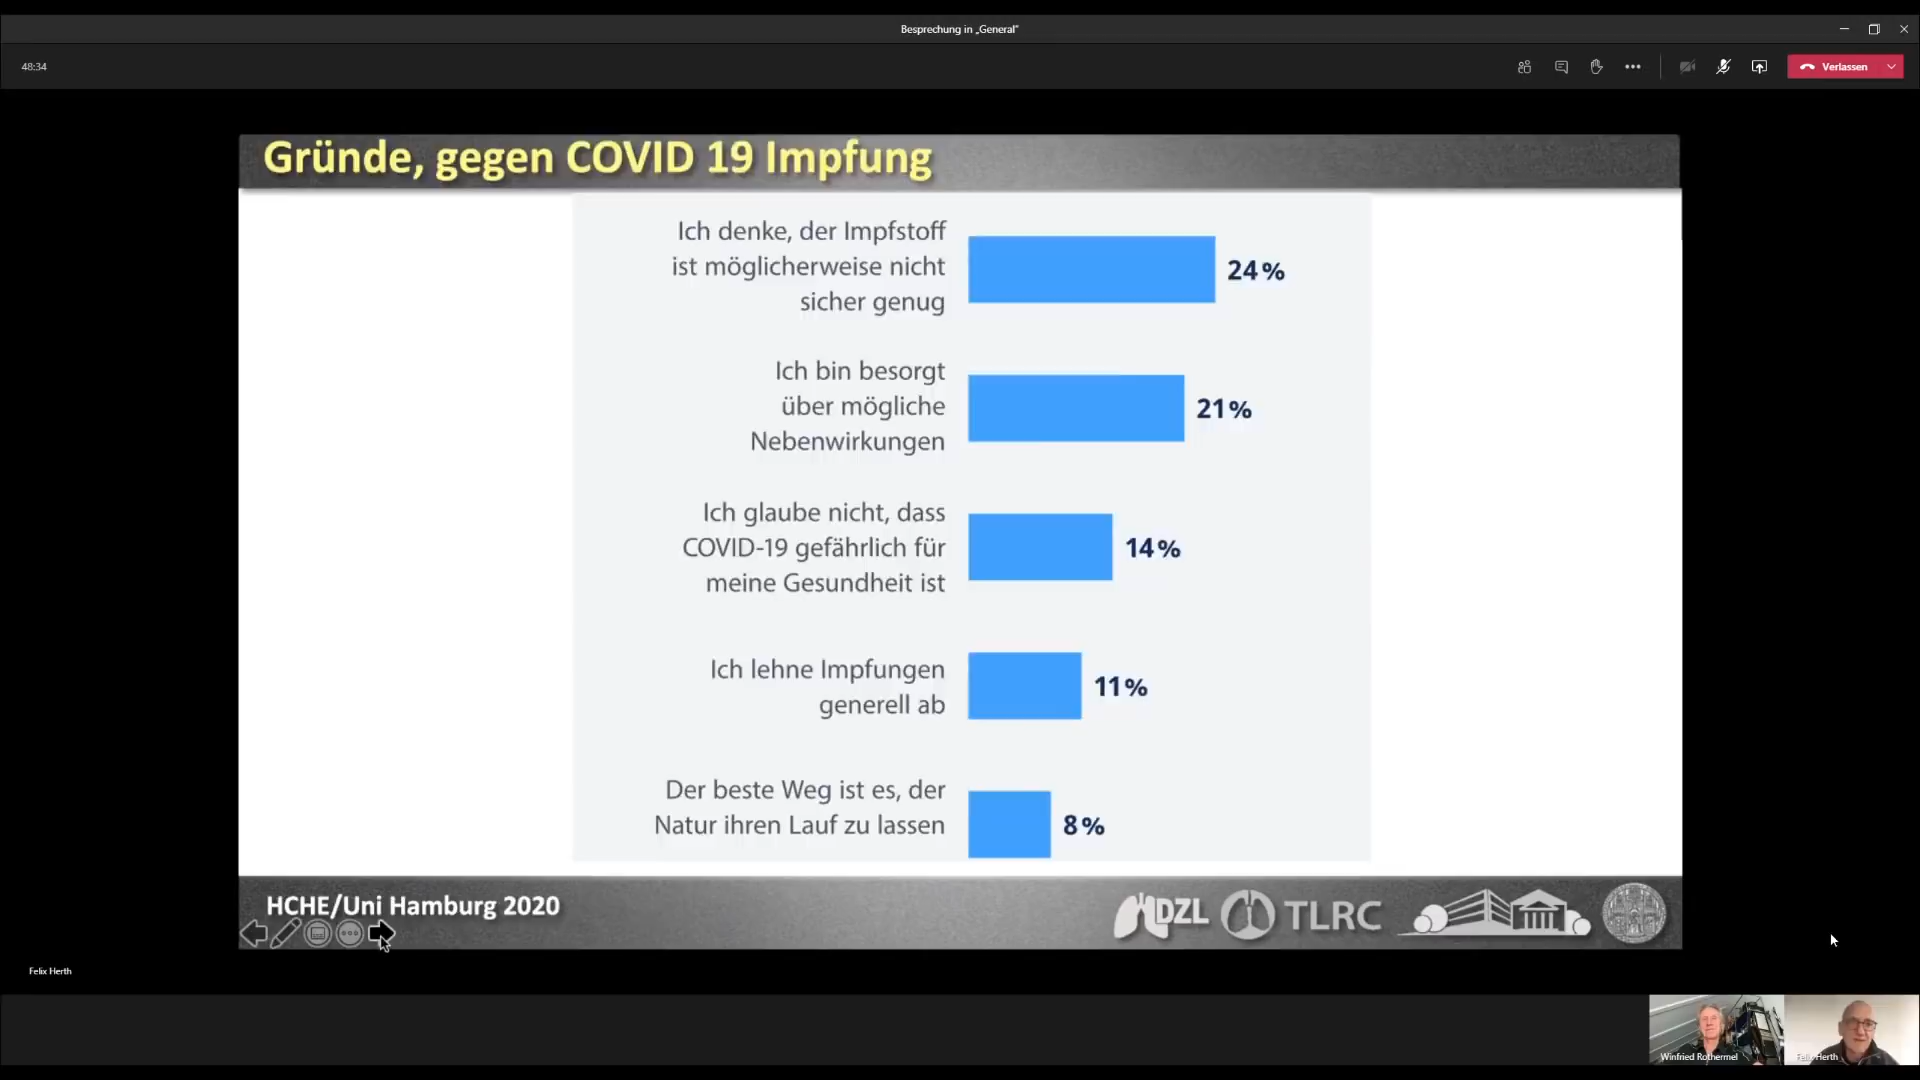 Besprechung in „General"
48:34
Verlassen
Gründe, gegen COVID 19 Impfung
Ich denke, der Impfstoff
ist möglicherweise nicht
sicher genug
24%
Ich bin besorgt
über mögliche
Nebenwirkungen
21%
Ich glaube nicht, dass
COVID-19 gefährlich für
meine Gesundheit ist
14%
Ich lehne Impfungen
generell ab
11%
Der beste Weg ist es, der
Natur ihren Lauf zu lassen
8%
HCHE/Uni Hamburg 2020
DZL
TLRC
Felix Herth
Winfried Rothermel
Felix Herth